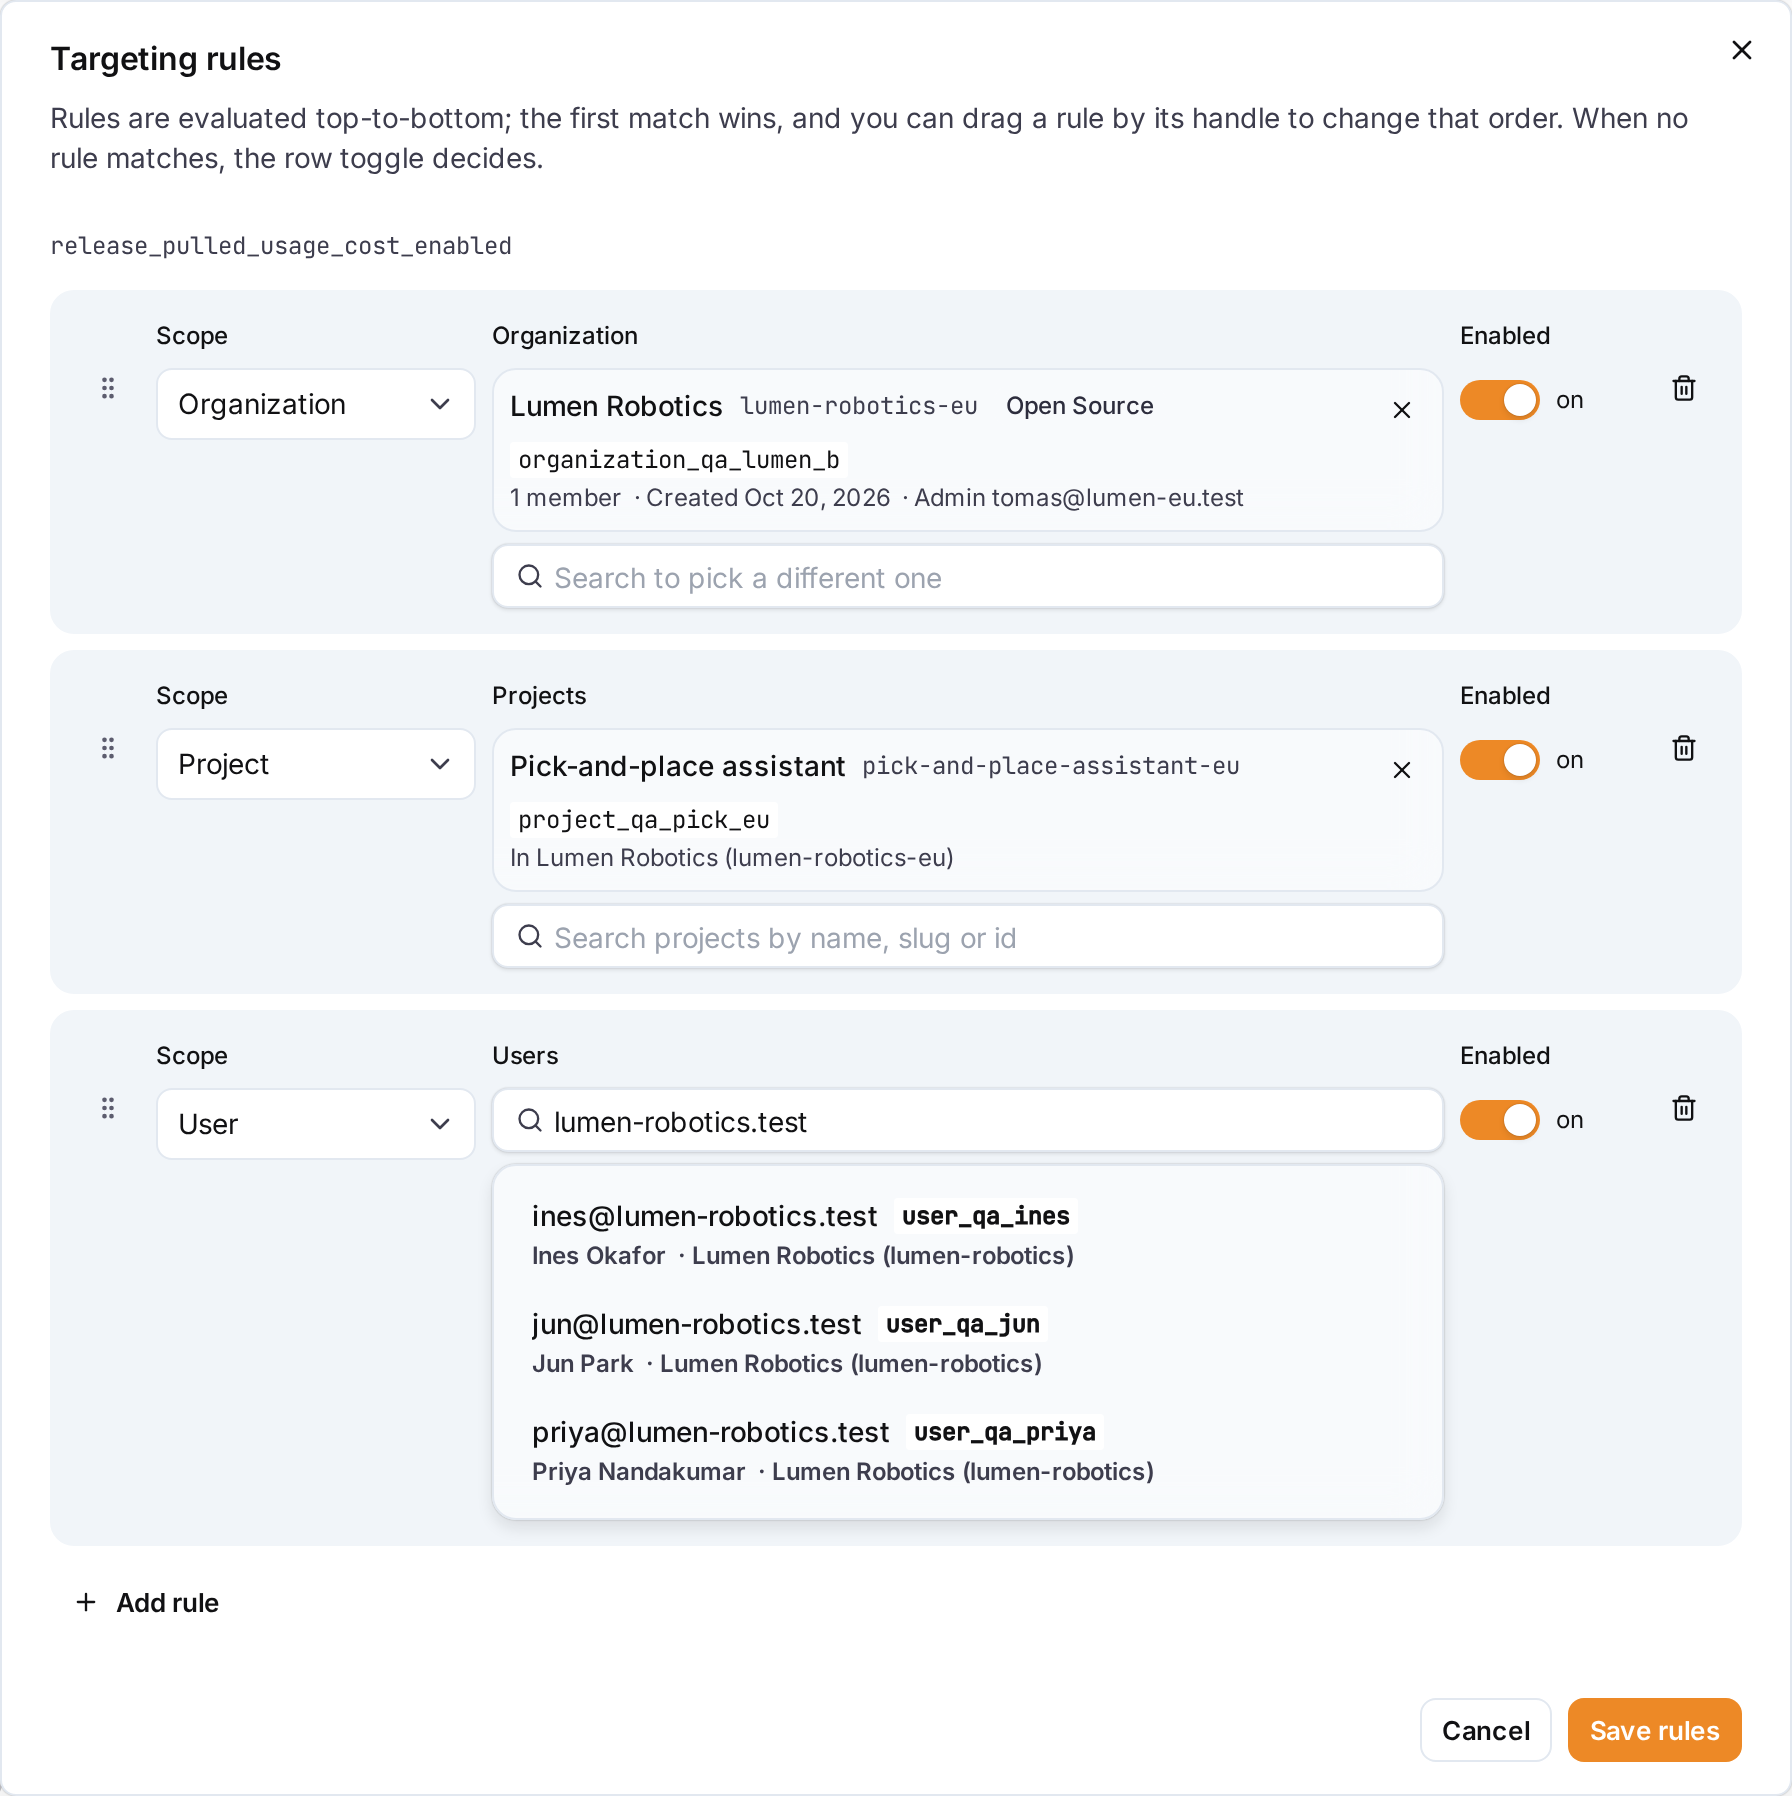 Targeting rules
Rules are evaluated top-to-bottom; the first match wins, and you can drag a rule by its handle to change that order. When no
rule matches, the row toggle decides.
release_pulled_usage_cost_enabled
Scope Organization Enabled
Organization Lumen Robotics lumen-robotics-eu Open Source on
organization_qa_lumen_b
1 member · Created Oct 20, 2026 · Admin tomas@lumen-eu.test
Search to pick a different one
Scope Projects Enabled
Project Pick-and-place assistant pick-and-place-assistant-eu on
project_qa_pick_eu
In Lumen Robotics (lumen-robotics-eu)
Search projects by name, slug or id
Scope Users Enabled
User lumen-robotics.test on
ines@lumen-robotics.test user_qa_ines
Ines Okafor · Lumen Robotics (lumen-robotics)
jun@lumen-robotics.test user_qa_jun
Jun Park · Lumen Robotics (lumen-robotics)
priya@lumen-robotics.test user_qa_priya
Priya Nandakumar · Lumen Robotics (lumen-robotics)
Add rule
Cancel Save rules